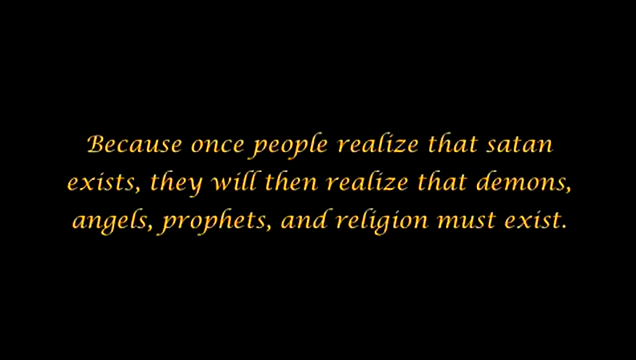 Because once people realize that satan
exists, they will then realize that demons,
angels, prophets, and religion must exist.